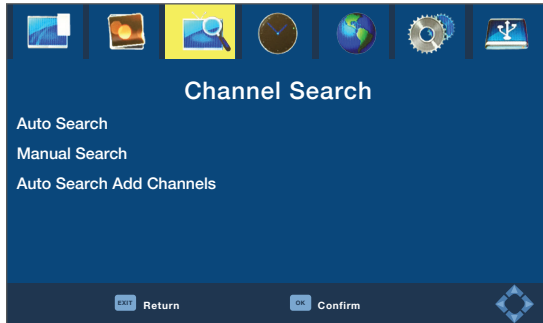 Channel Search
Auto Search
Manual Search
Auto Search Add Channels
EXIT Return OK Confirm